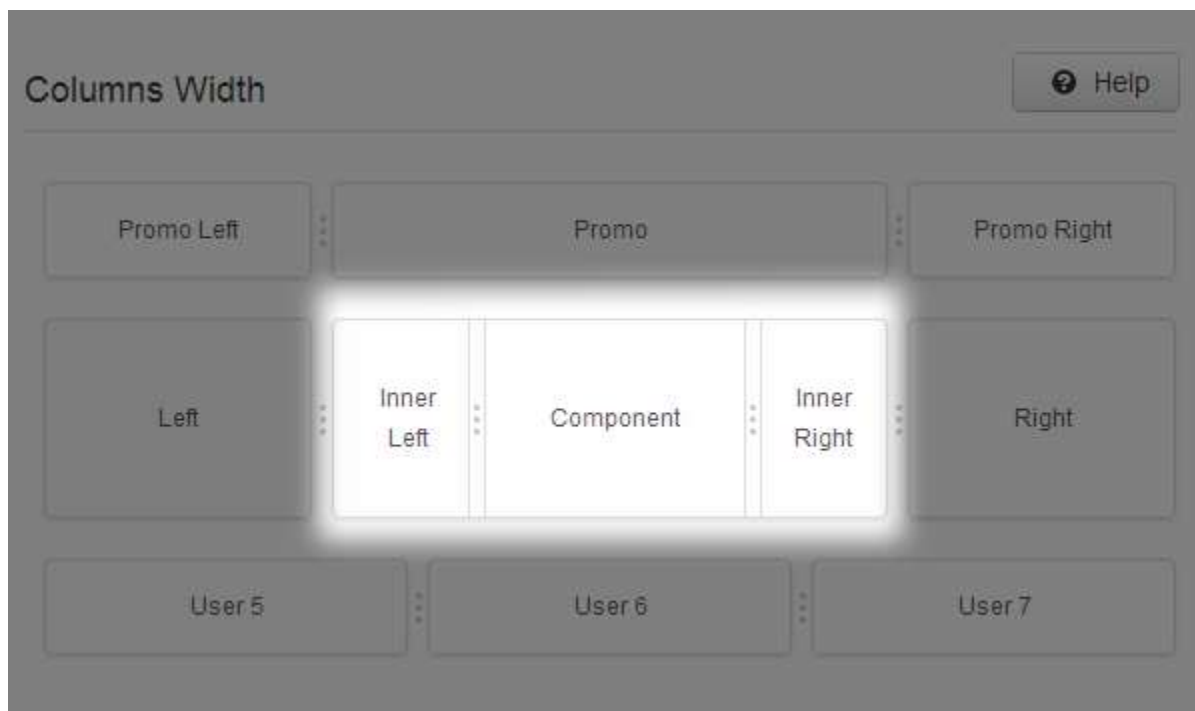 Columns Width
Help
Promo Left
Promo
Promo Right
Left
Inner
Left
Component
Inner
Right
Right
User 5
User 6
User 7